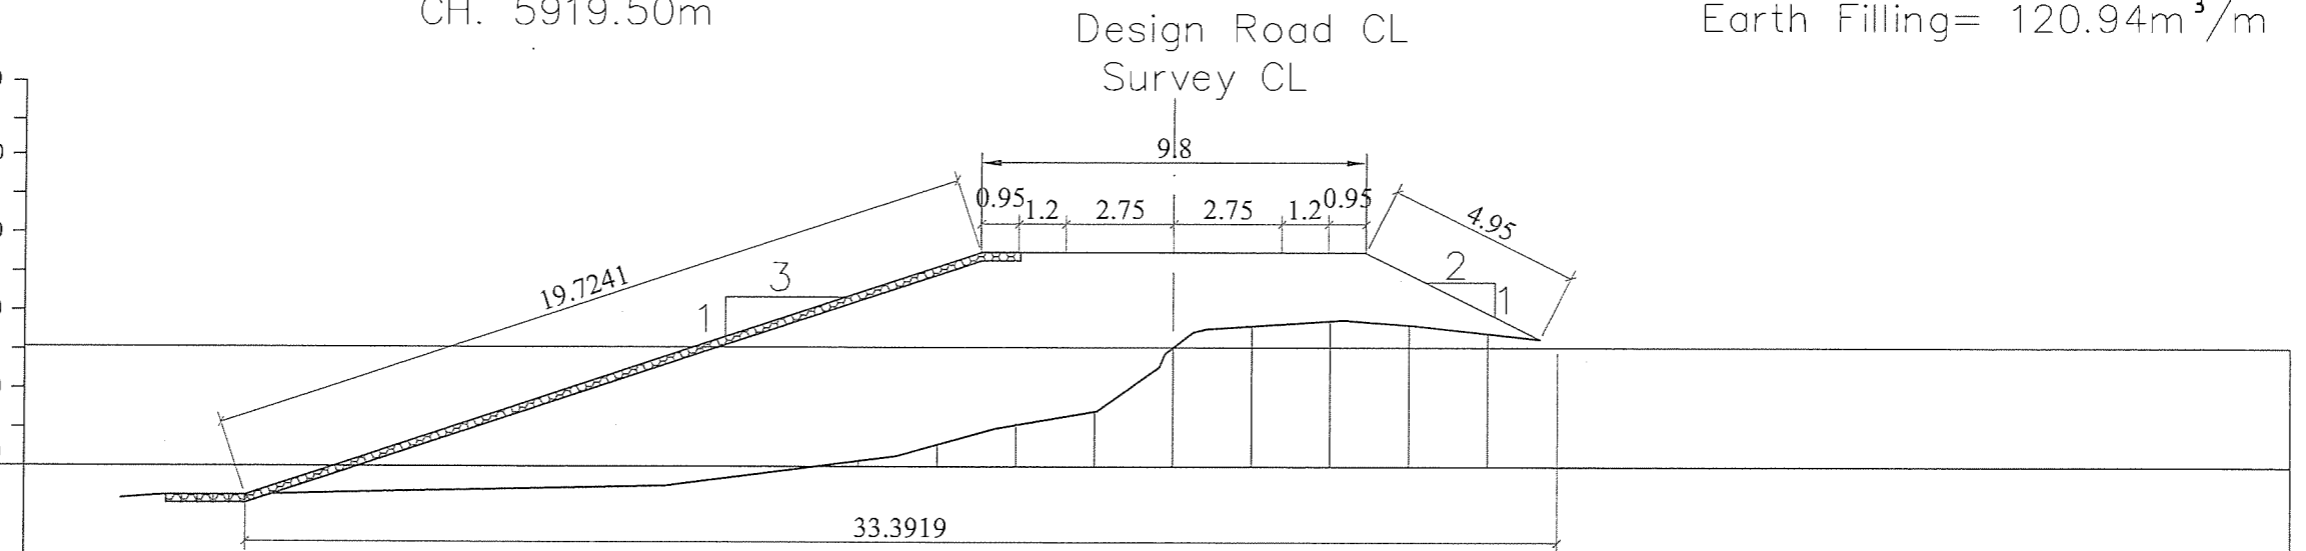 CH. 5919.50m
Design Road CL
Earth Filling= 120.94m³/m
Survey CL
9.8
0.95 1.2 2.75 2.75 1.2 0.95
4.95
19.7241
3
1
2
1
33.3919